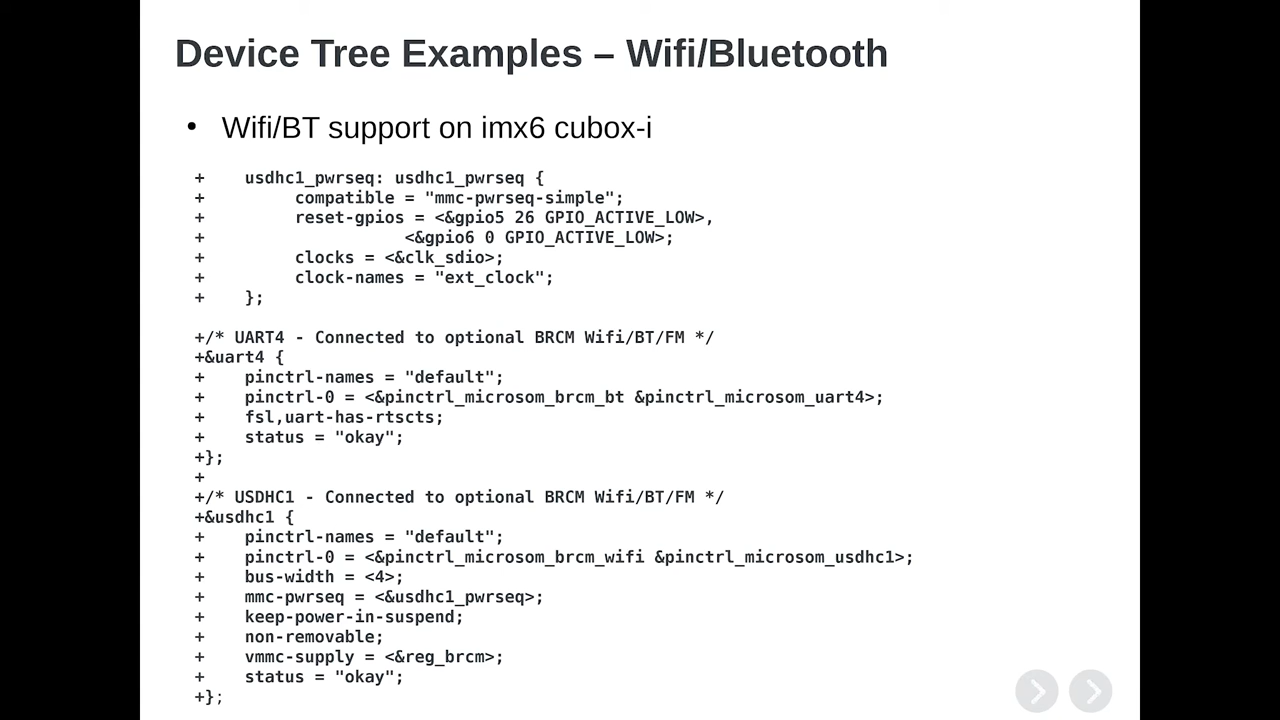 Device Tree Examples – Wifi/Bluetooth
• Wifi/BT support on imx6 cubox-i
+    usdhc1_pwrseq: usdhc1_pwrseq {
+         compatible = "mmc-pwrseq-simple";
+         reset-gpios = <&gpio5 26 GPIO_ACTIVE_LOW>,
+                    <&gpio6 0 GPIO_ACTIVE_LOW>;
+         clocks = <&clk_sdio>;
+         clock-names = "ext_clock";
+    };
+/* UART4 - Connected to optional BRCM Wifi/BT/FM */
+&uart4 {
+    pinctrl-names = "default";
+    pinctrl-0 = <&pinctrl_microsom_brcm_bt &pinctrl_microsom_uart4>;
+    fsl,uart-has-rtscts;
+    status = "okay";
+};
+
+/* USDHC1 - Connected to optional BRCM Wifi/BT/FM */
+&usdhc1 {
+    pinctrl-names = "default";
+    pinctrl-0 = <&pinctrl_microsom_brcm_wifi &pinctrl_microsom_usdhc1>;
+    bus-width = <4>;
+    mmc-pwrseq = <&usdhc1_pwrseq>;
+    keep-power-in-suspend;
+    non-removable;
+    vmmc-supply = <&reg_brcm>;
+    status = "okay";
+};